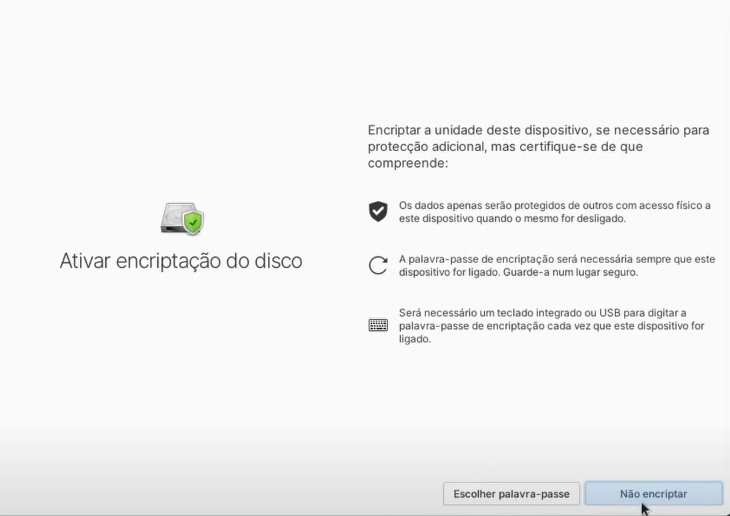 Ativar encriptação do disco
Encriptar a unidade deste dispositivo, se necessário para
protecção adicional, mas certifique-se de que
compreende:
Os dados apenas serão protegidos de outros com acesso físico a
este dispositivo quando o mesmo for desligado.
A palavra-passe de encriptação será necessária sempre que este
dispositivo for ligado. Guarde-a num lugar seguro.
Será necessário um teclado integrado ou USB para digitar a
palavra-passe de encriptação cada vez que este dispositivo for
ligado.
Escolher palavra-passe
Não encriptar